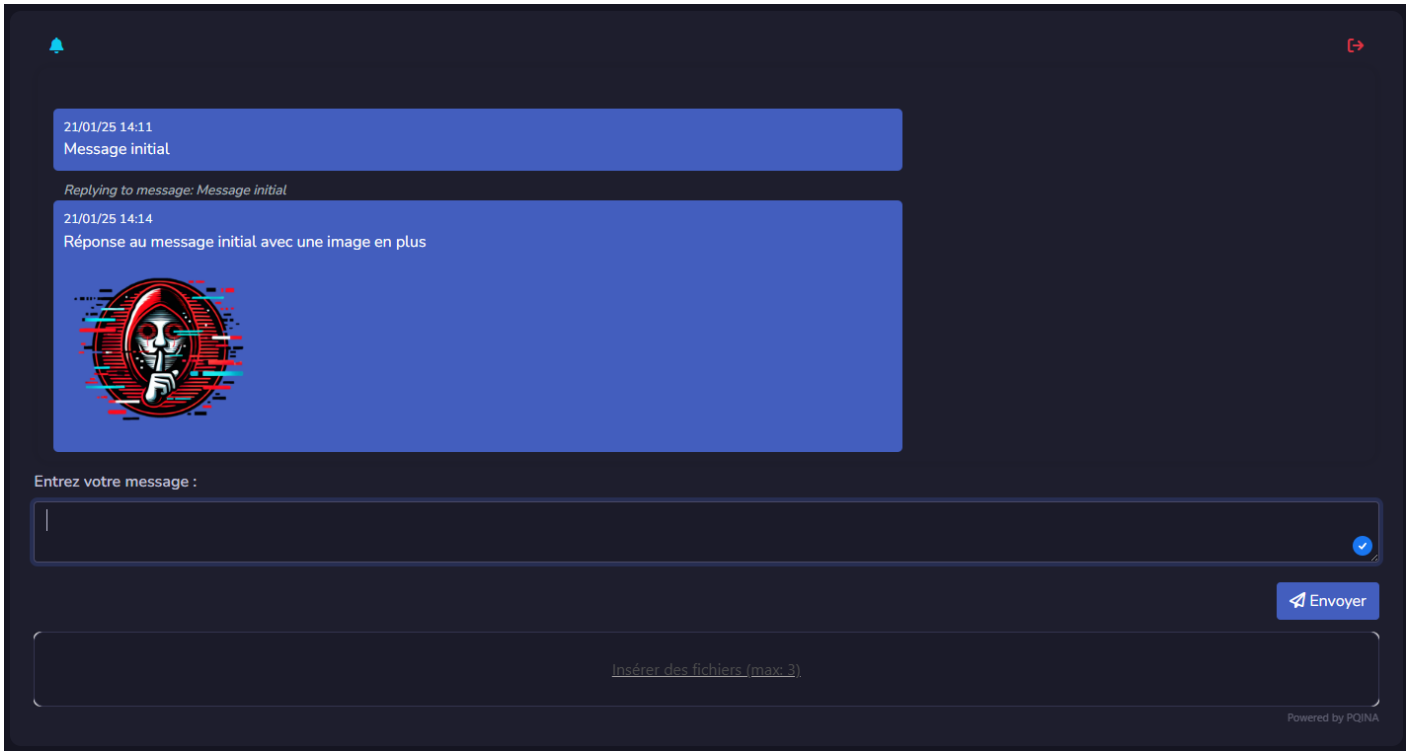 21/01/25 14:11
Message initial
Replying to message: Message initial
21/01/25 14:14
Réponse au message initial avec une image en plus
Entrez votre message :
Envoyer
Insérer des fichiers (max: 3)
Powered by PQINA